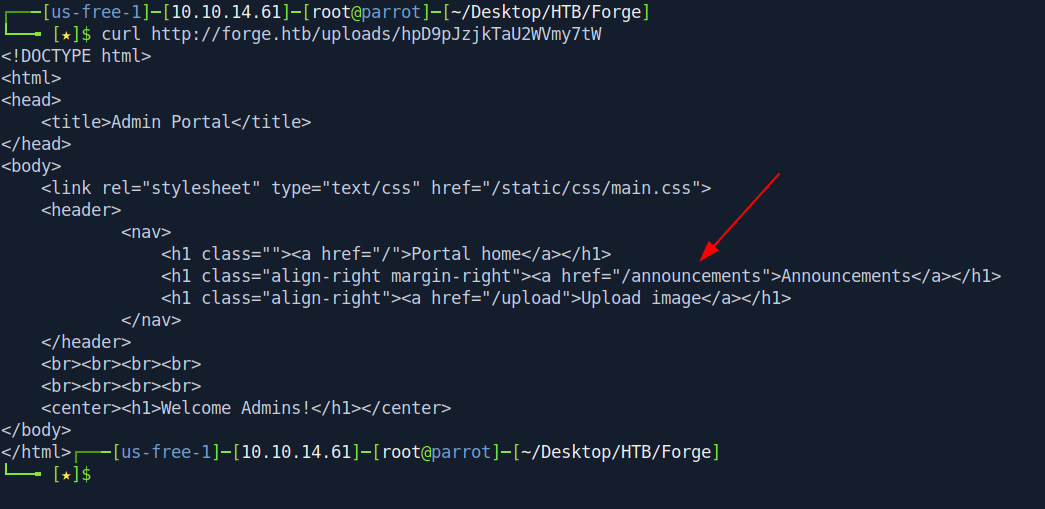 ┌──[us-free-1]─[10.10.14.61]─[root@parrot]─[~/Desktop/HTB/Forge]
└──╼ [★]$ curl http://forge.htb/uploads/hpD9pJzjkTaU2WVmy7tW
<!DOCTYPE html>
<html>
<head>
    <title>Admin Portal</title>
</head>
<body>
    <link rel="stylesheet" type="text/css" href="/static/css/main.css">
    <header>
            <nav>
                <h1 class=""><a href="/">Portal home</a></h1>
                <h1 class="align-right margin-right"><a href="/announcements">Announcements</a></h1>
                <h1 class="align-right"><a href="/upload">Upload image</a></h1>
            </nav>
    </header>
    <br><br><br><br>
    <br><br><br><br>
    <center><h1>Welcome Admins!</h1></center>
</body>
</html>┌──[us-free-1]─[10.10.14.61]─[root@parrot]─[~/Desktop/HTB/Forge]
└──╼ [★]$